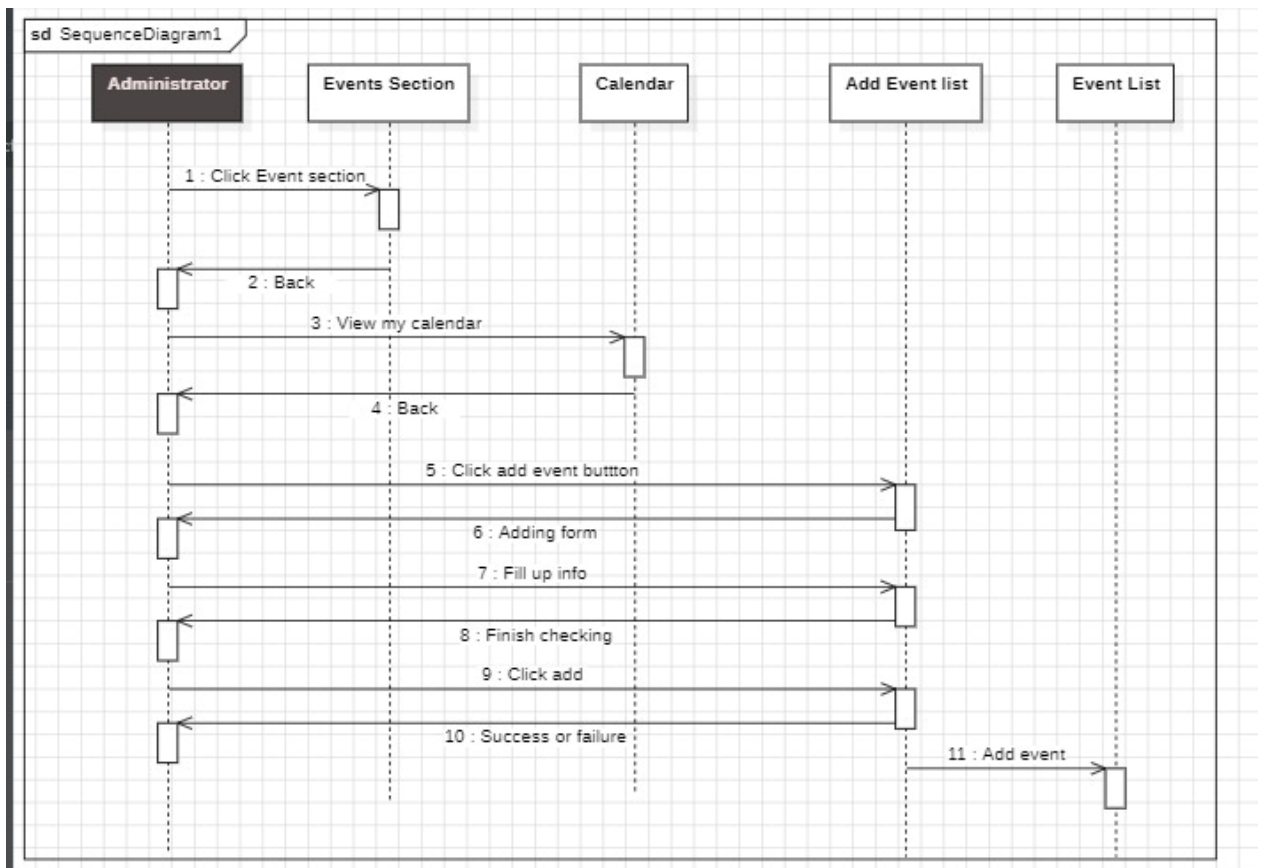 sd SequenceDiagram1
Administrator
Events Section
Calendar
Add Event list
Event List
1 : Click Event section
2 : Back
3 : View my calendar
4 : Back
5 : Click add event buttton
6 : Adding form
7 : Fill up info
8 : Finish checking
9 : Click add
10 : Success or failure
11 : Add event